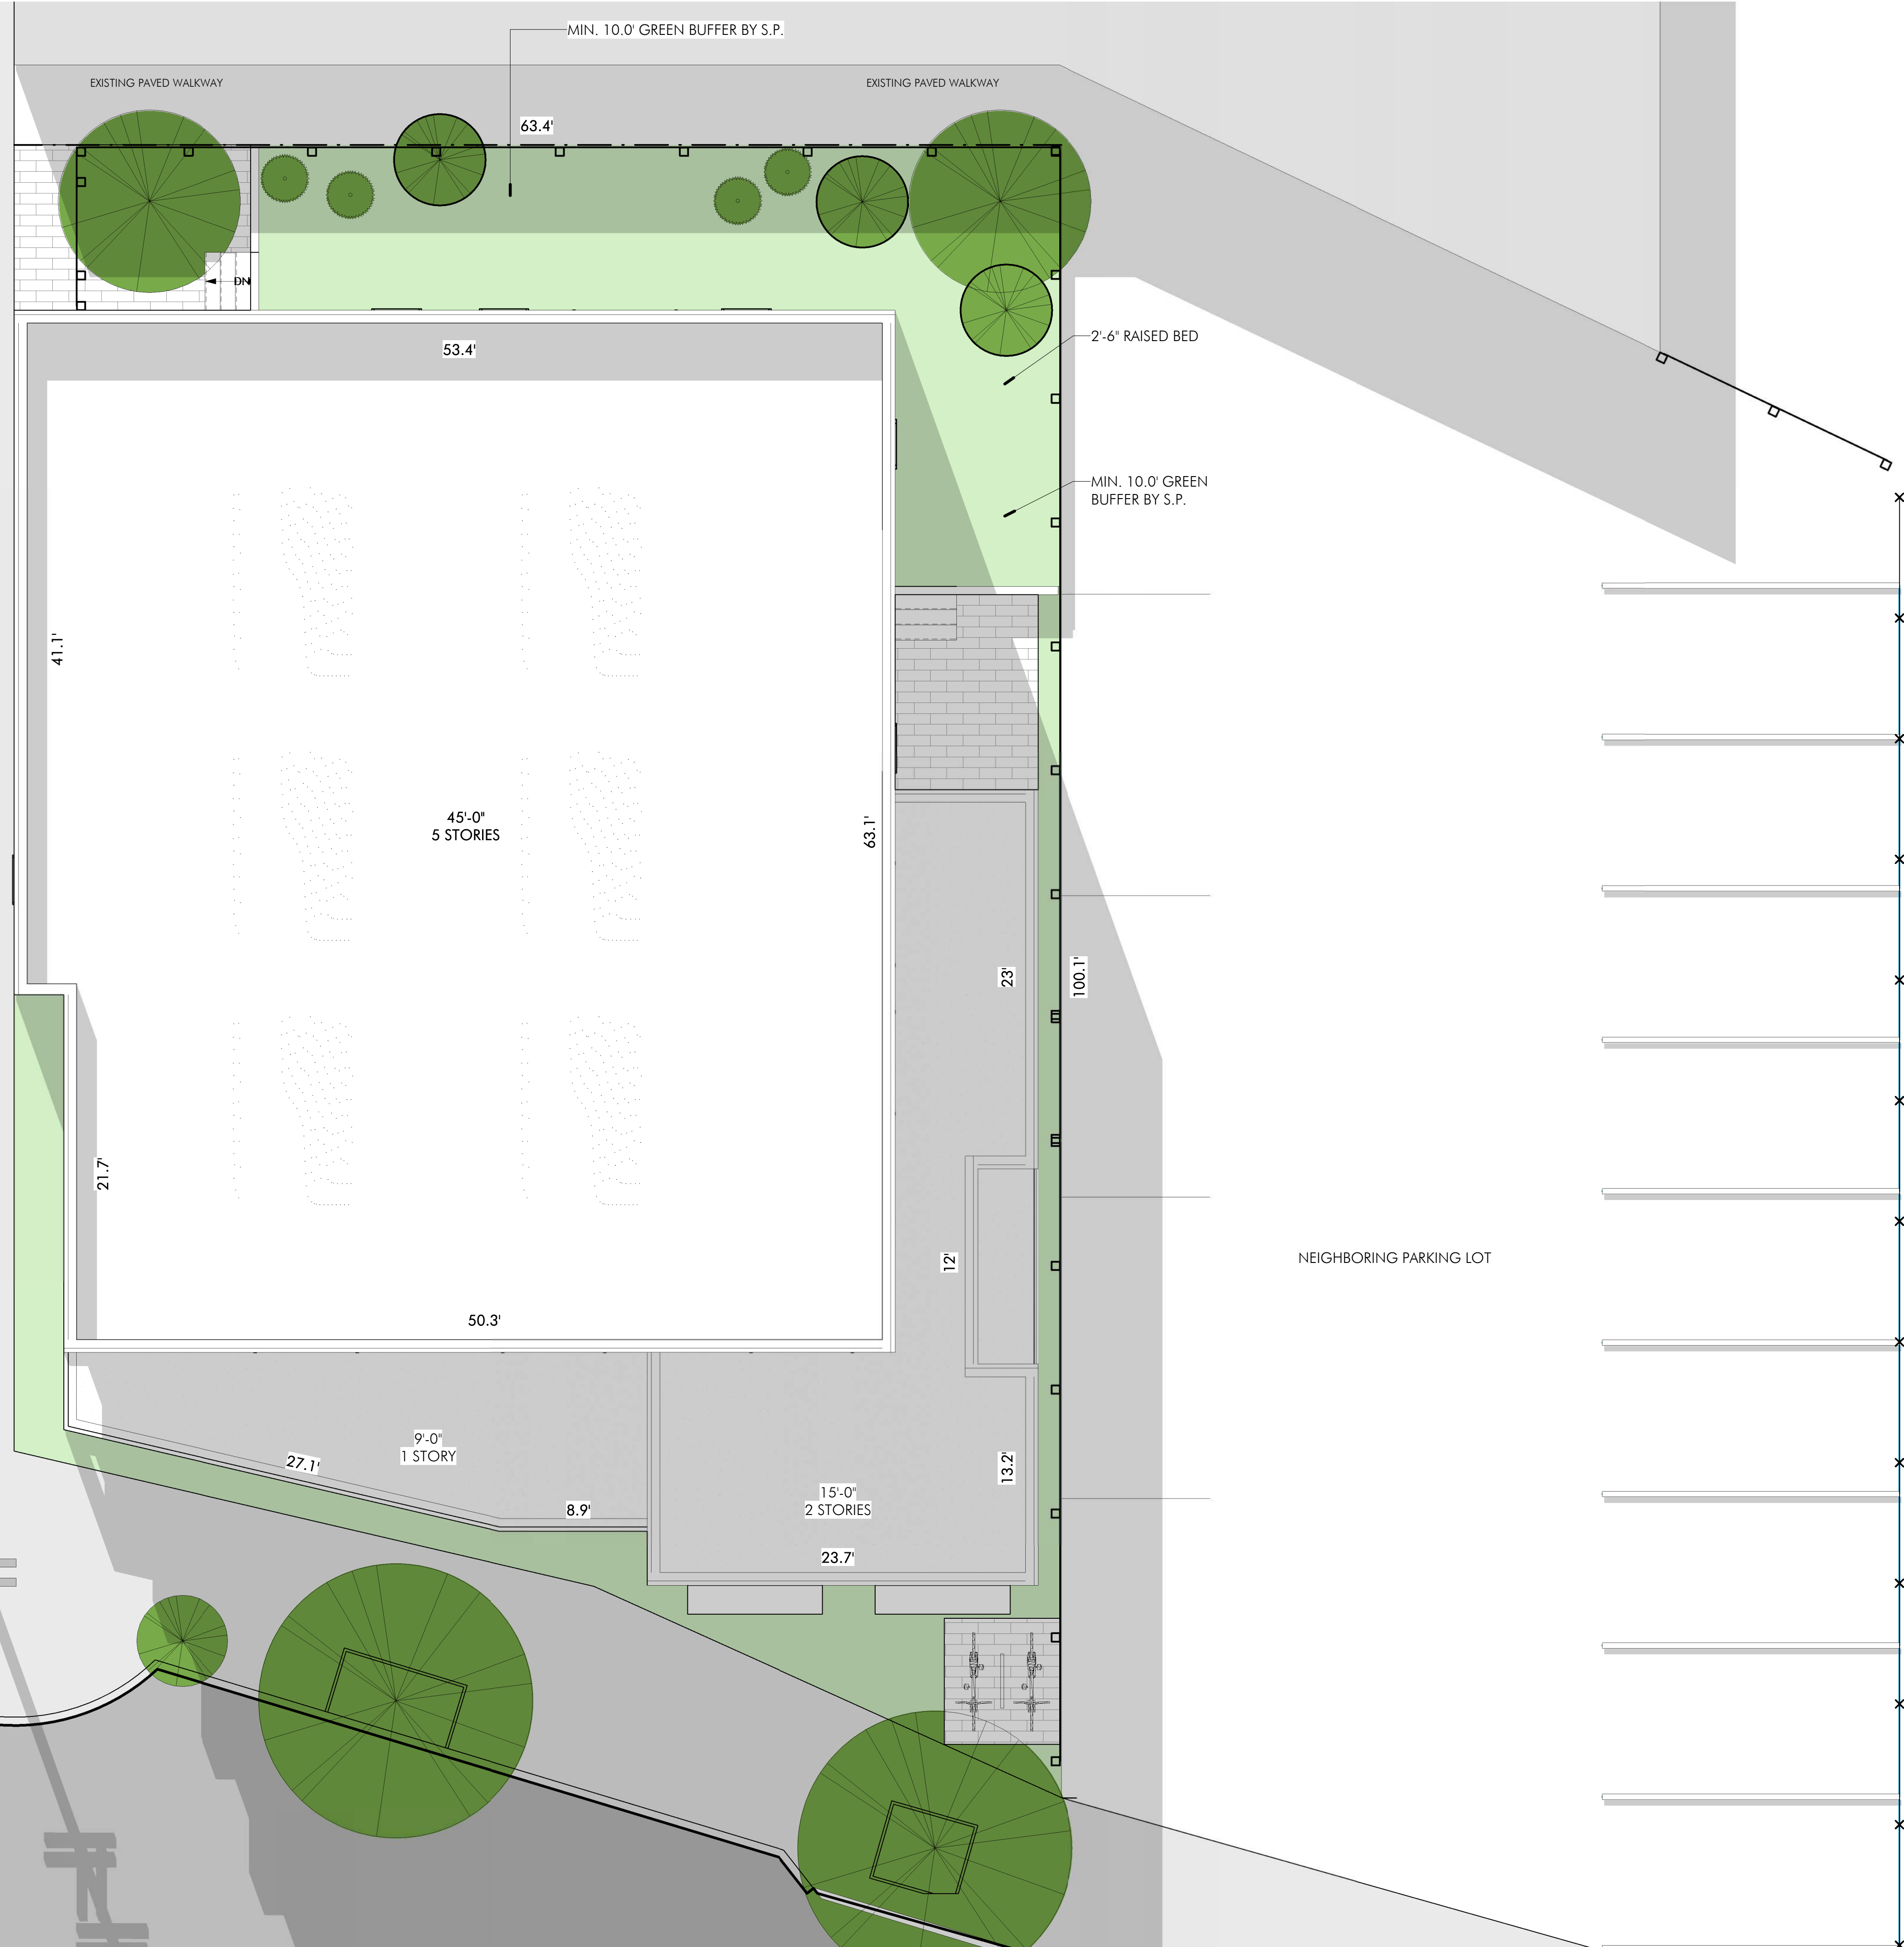 MIN. 10.0' GREEN BUFFER BY S.P.
EXISTING PAVED WALKWAY
EXISTING PAVED WALKWAY
63.4'
DN
2'-6" RAISED BED
53.4'
MIN. 10.0' GREEN
BUFFER BY S.P.
41.1'
45'-0"
5 STORIES
63.1'
23'
100.1'
21.7'
12'
NEIGHBORING PARKING LOT
50.3'
9'-0"
1 STORY
27.1'
13.2'
15'-0"
2 STORIES
8.9'
23.7'